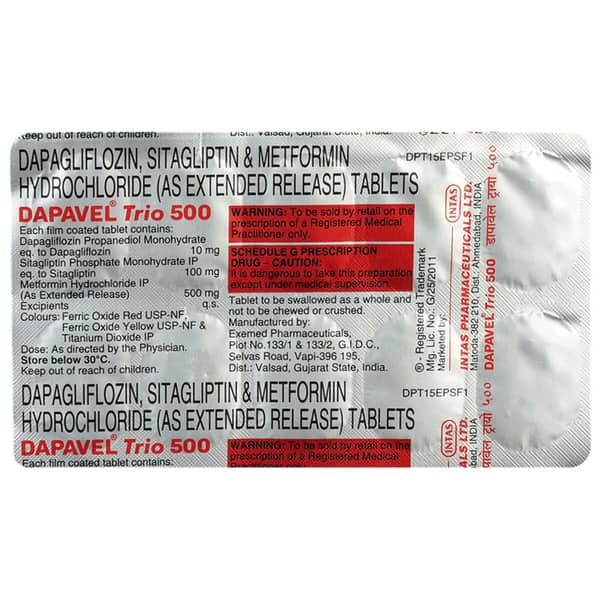 Keep out of reach of children.
Dist.: Valsad, Gujarat State, India.
DAPAGLIFLOZIN, SITAGLIPTIN & METFORMIN
HYDROCHLORIDE (AS EXTENDED RELEASE) TABLETS
DPT15EPSF1
DAPAVEL® Trio 500
Each film coated tablet contains:
Dapagliflozin Propanediol Monohydrate
eq. to Dapagliflozin 10 mg
Sitagliptin Phosphate Monohydrate IP
eq. to Sitagliptin 100 mg
Metformin Hydrochloride IP
(As Extended Release) 500 mg
Excipients q.s.
Colours: Ferric Oxide Red USP-NF,
Ferric Oxide Yellow USP-NF &
Titanium Dioxide IP
Dose: As directed by the Physician.
Store below 30°C.
Keep out of reach of children.
WARNING: To be sold by retail on the
prescription of a Registered Medical
Practitioner only.
SCHEDULE G PRESCRIPTION
DRUG – CAUTION:
It is dangerous to take this preparation
except under medical supervision.
Tablet to be swallowed as a whole and
not to be chewed or crushed.
Manufactured by:
Exemed Pharmaceuticals,
Plot No.133/1 & 133/2, G.I.D.C.,
Selvas Road, Vapi-396 195,
Dist.: Valsad, Gujarat State, India.
® - Registered Trademark
Mfg. Lic. No.: G/25/2011
Marketed by:
INTAS
INTAS PHARMACEUTICALS LTD.
Matoda-382 210, Dist.: Ahmedabad, INDIA
DAPAVEL® Trio 500
डापावेल ट्रायो ५००
DAPAGLIFLOZIN, SITAGLIPTIN & METFORMIN
HYDROCHLORIDE (AS EXTENDED RELEASE) TABLETS
DPT15EPSF1
DAPAVEL® Trio 500
Each film coated tablet contains:
WARNING: To be sold by retail on the
prescription of a Registered Medical
Practitioner only.
INTAS